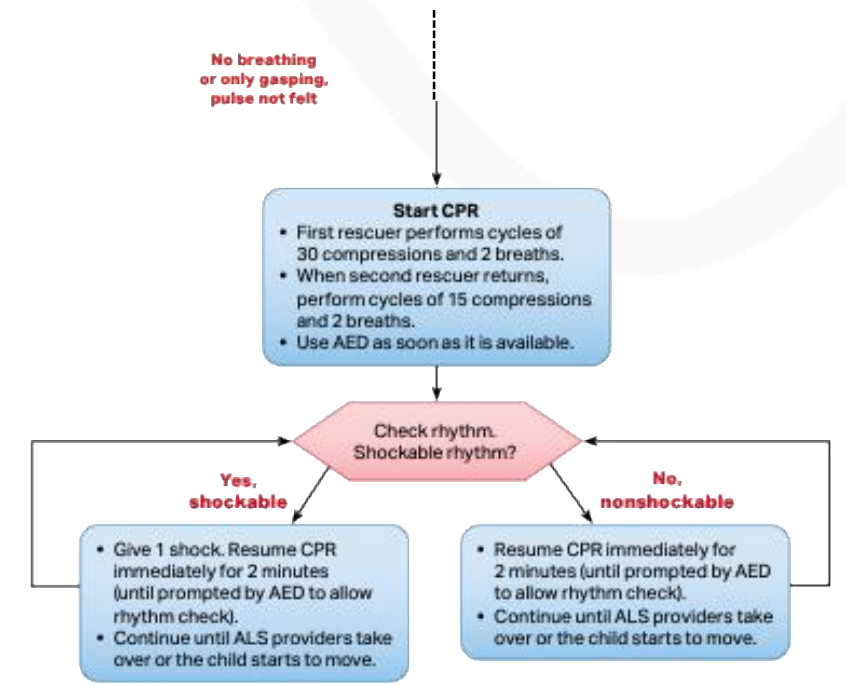 No breathing
or only gasping,
pulse not felt
Start CPR
• First rescuer performs cycles of
30 compressions and 2 breaths.
• When second rescuer returns,
perform cycles of 15 compressions
and 2 breaths.
• Use AED as soon as it is available.
Check rhythm.
Shockable rhythm?
Yes,
shockable
No,
nonshockable
• Give 1 shock. Resume CPR
immediately for 2 minutes
(until prompted by AED to allow
rhythm check).
• Continue until ALS providers take
over or the child starts to move.
• Resume CPR immediately for
2 minutes (until prompted by AED
to allow rhythm check).
• Continue until ALS providers take
over or the child starts to move.